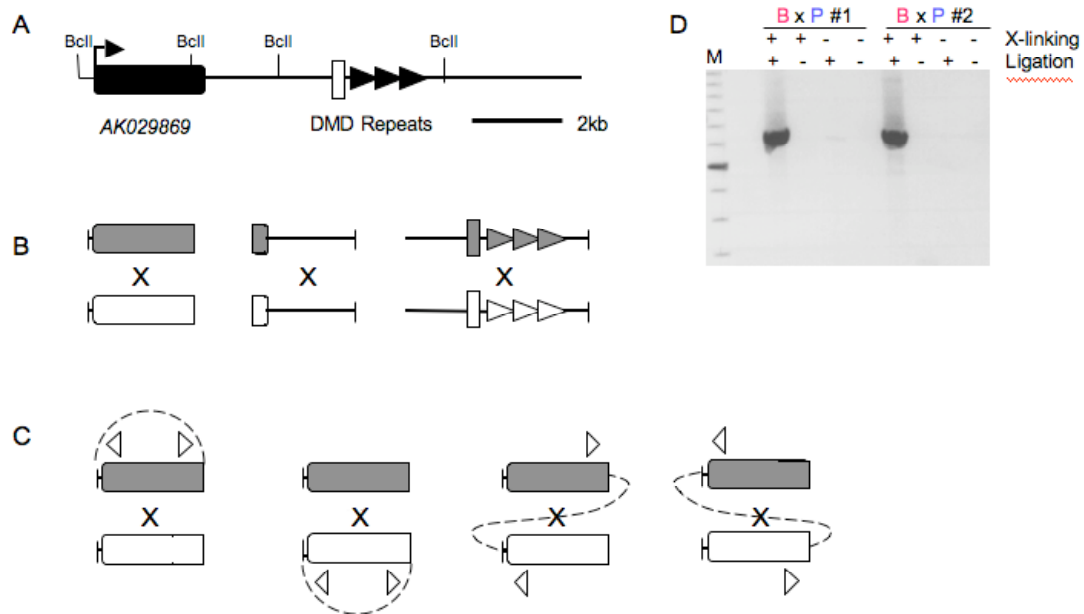 A
BclI
BclI
BclI
BclI
AK029869
DMD Repeats
2kb
B
X
X
X
C
X
X
X
X
D
B x P #1
B x P #2
+ + - -
+ + - -
X-linking
M
+ - + -
+ - + -
Ligation